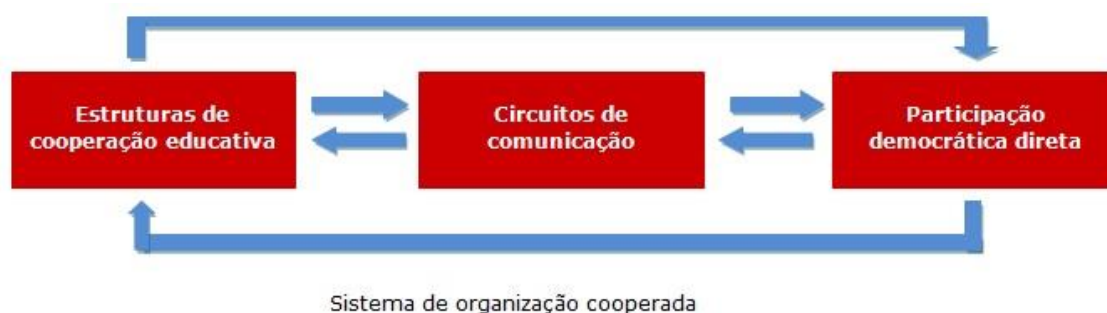 Estruturas de
cooperação educativa
Circuitos de
comunicação
Participação
democrática direta
Sistema de organização cooperada